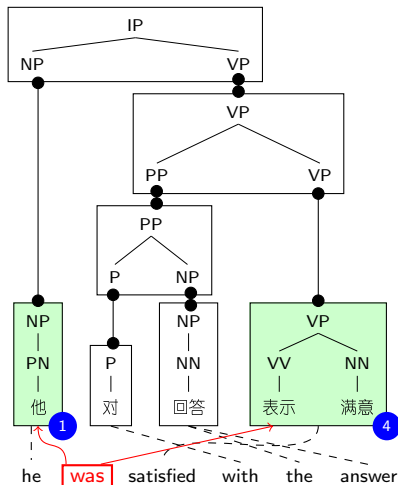 IP
NP VP
VP
PP VP
PP
P NP
NP P NP VP
PN NN VV NN
他 对 回答 表示 满意
1 4
he was satisfied with the answer